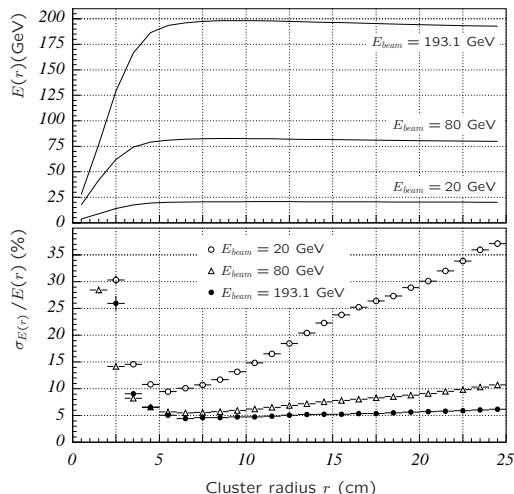 E(r)(GeV)
200
175
150
125
100
75
50
25
0
E_beam = 193.1 GeV
E_beam = 80 GeV
E_beam = 20 GeV
σ_E(r)/E(r) (%)
35
30
25
20
15
10
5
0
E_beam = 20 GeV
E_beam = 80 GeV
E_beam = 193.1 GeV
0 5 10 15 20 25
Cluster radius r (cm)